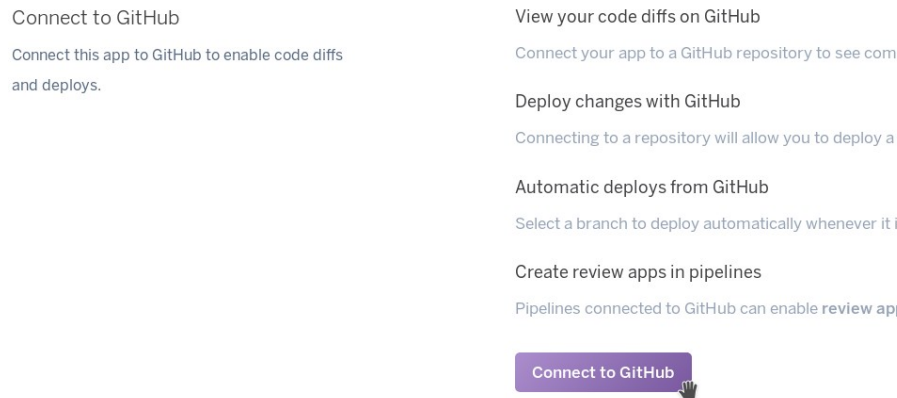 Connect to GitHub
Connect this app to GitHub to enable code diffs
and deploys.
View your code diffs on GitHub
Connect your app to a GitHub repository to see com
Deploy changes with GitHub
Connecting to a repository will allow you to deploy a
Automatic deploys from GitHub
Select a branch to deploy automatically whenever it i
Create review apps in pipelines
Pipelines connected to GitHub can enable review ap
Connect to GitHub